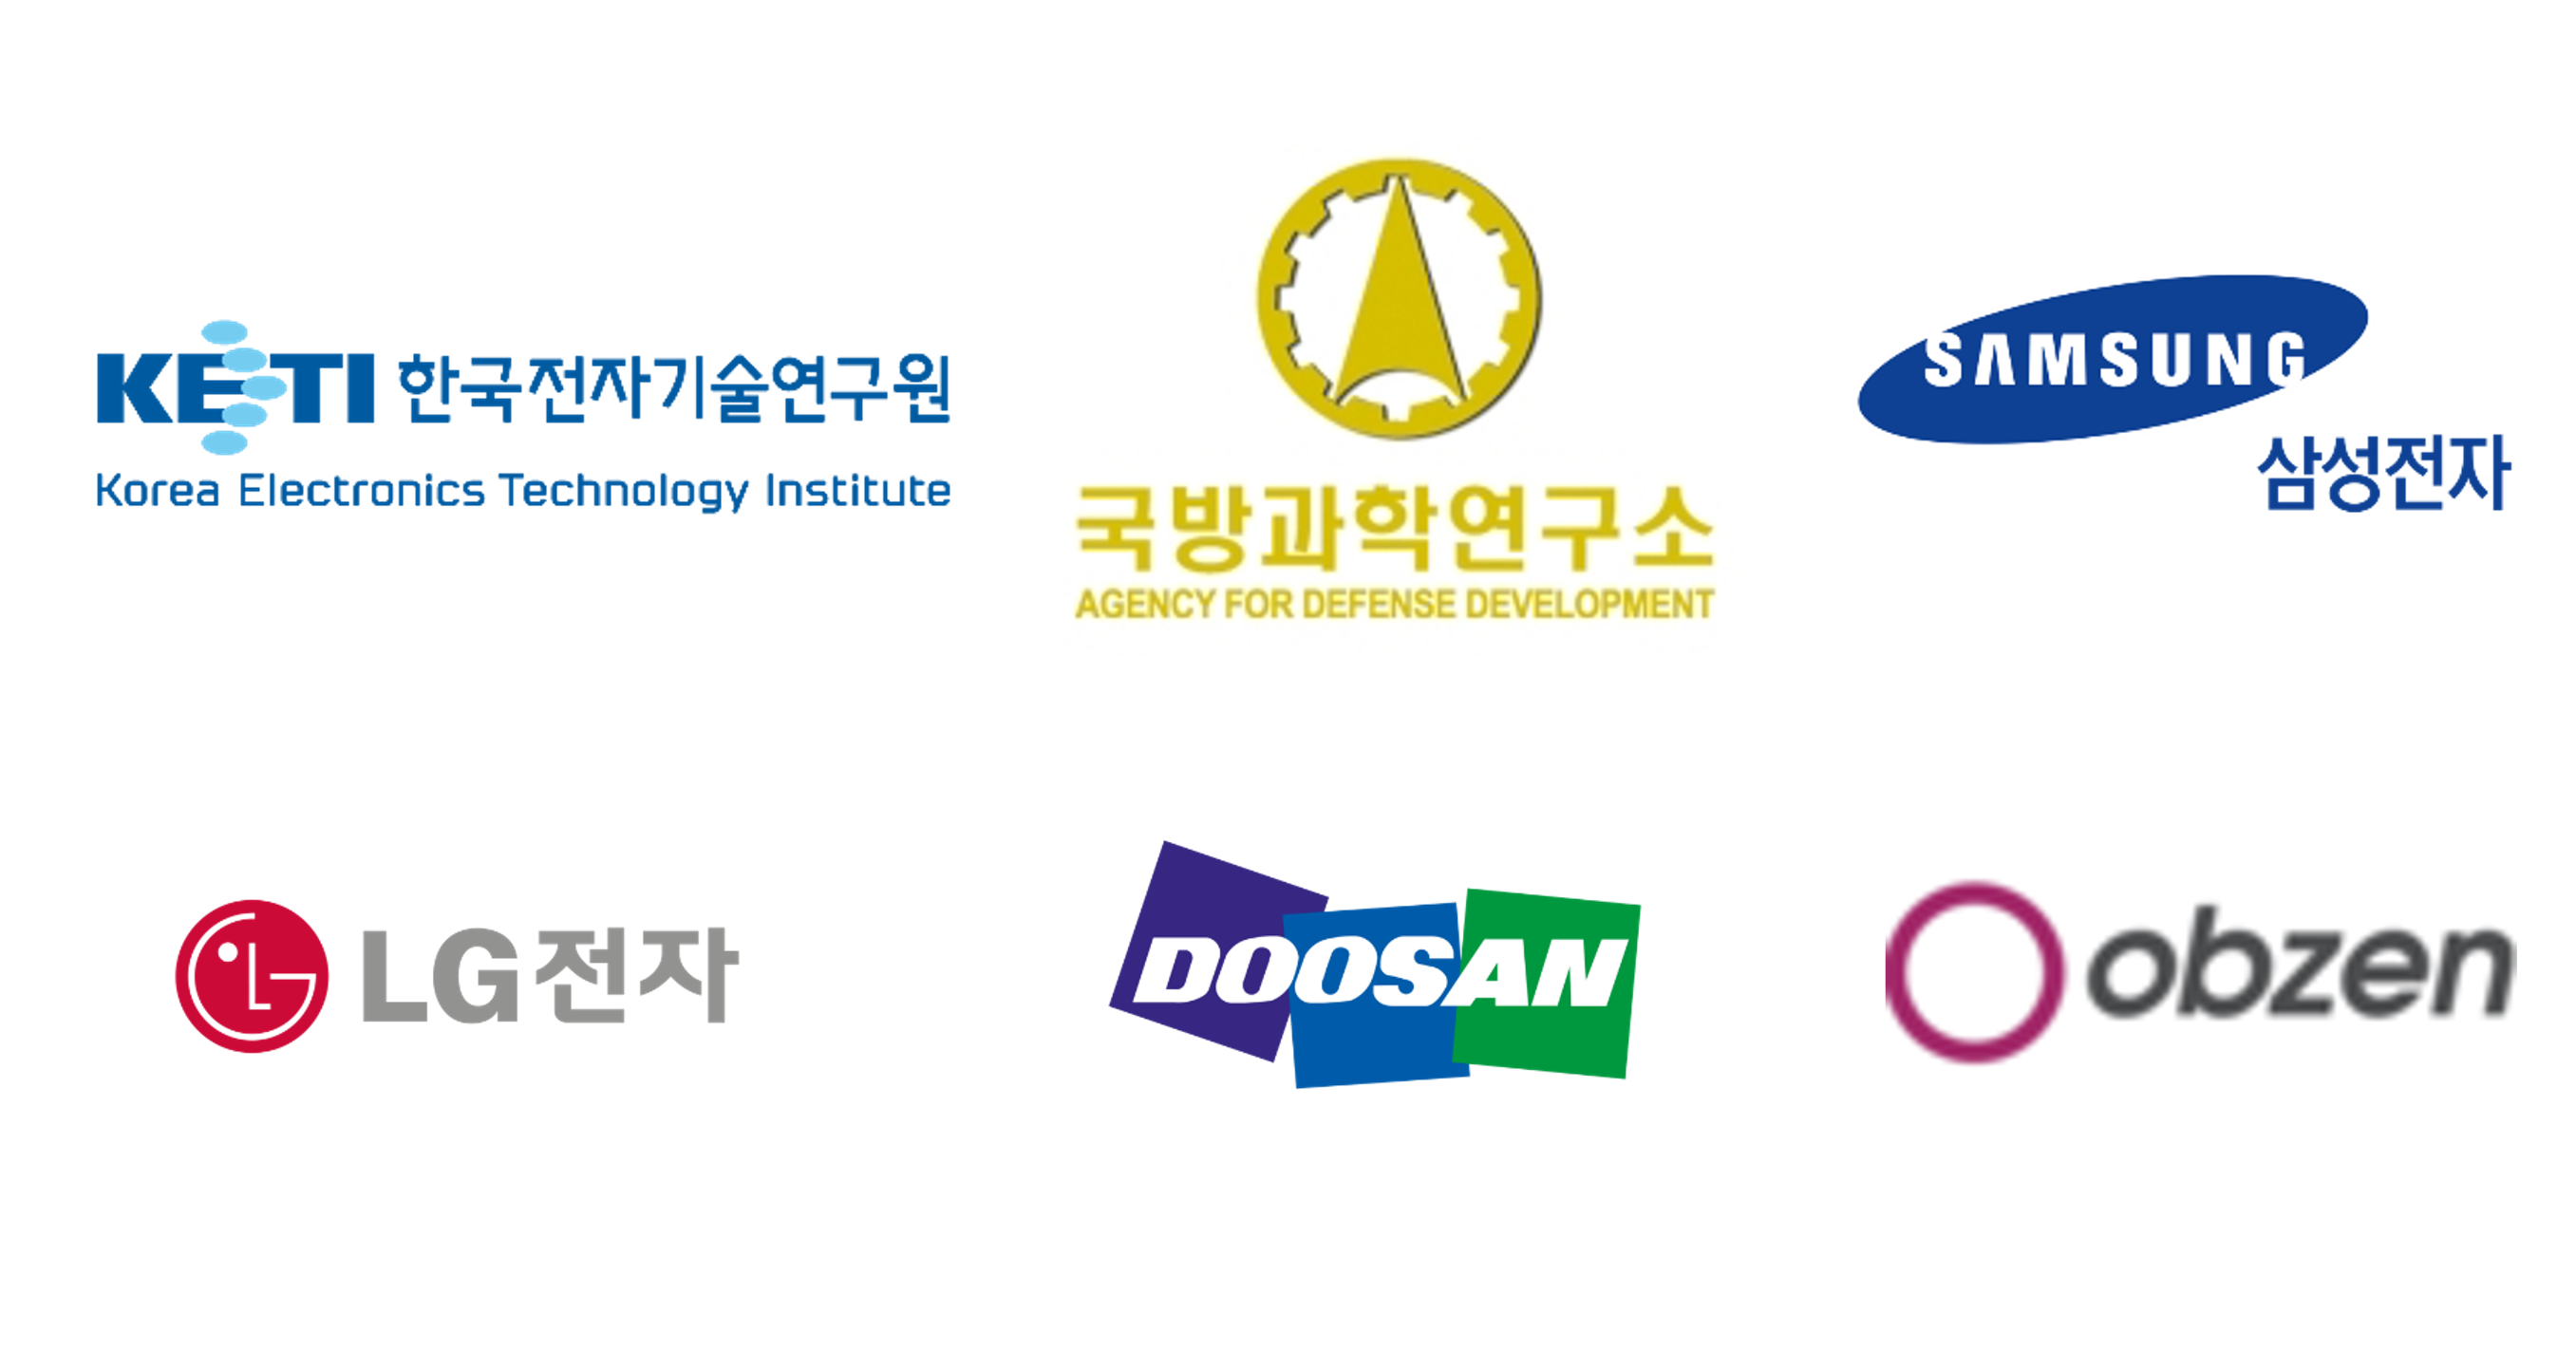 KETI 한국전자기술연구원
Korea Electronics Technology Institute
국방과학연구소
AGENCY FOR DEFENSE DEVELOPMENT
SAMSUNG
삼성전자
LG LG전자
DOOSAN
obzen